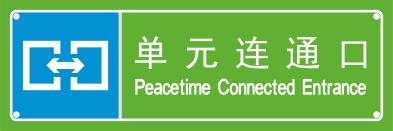 单元连通口
Peacetime Connected Entrance